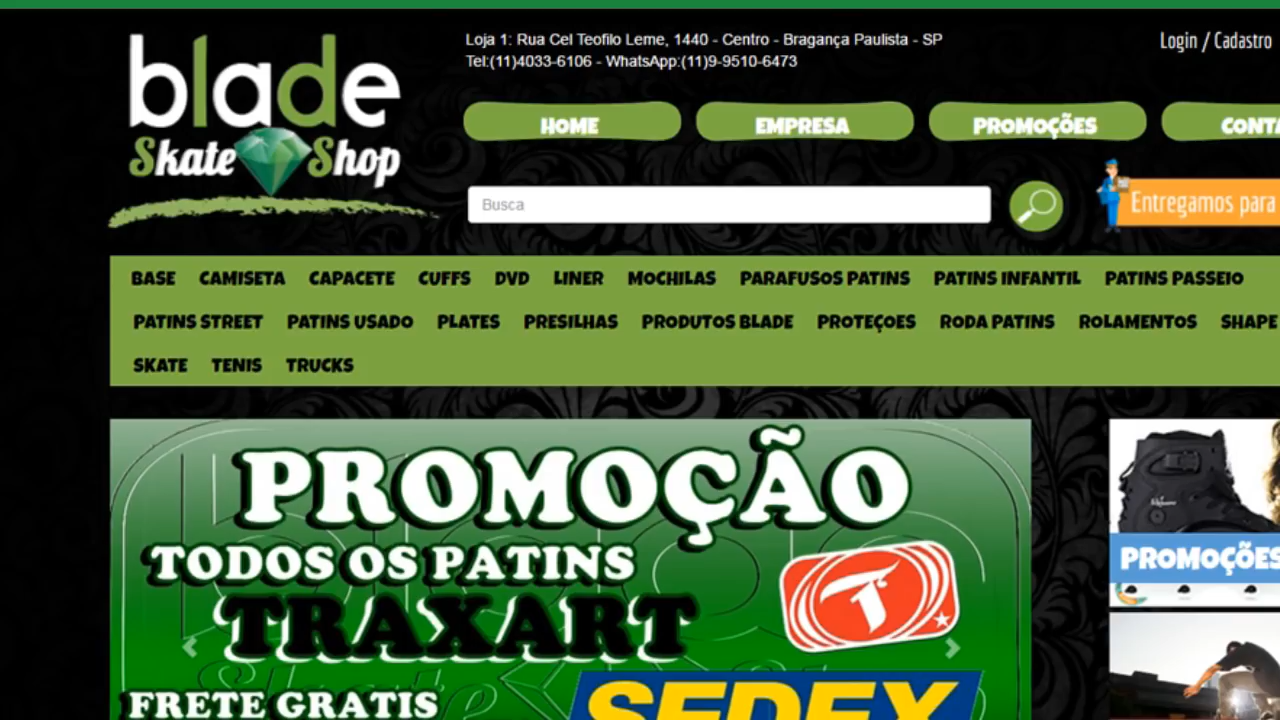 blade
Skate Shop
Loja 1: Rua Cel Teofilo Leme, 1440 - Centro - Bragança Paulista - SP
Tel:(11)4033-6106 - WhatsApp:(11)9-9510-6473
Login / Cadastro
HOME EMPRESA PROMOÇÕES
Busca
Entregamos para
BASE CAMISETA CAPACETE CUFFS DVD LINER MOCHILAS PARAFUSOS PATINS PATINS INFANTIL PATINS PASSEIO
PATINS STREET PATINS USADO PLATES PRESILHAS PRODUTOS BLADE PROTEÇOES RODA PATINS ROLAMENTOS SHAPE
SKATE TENIS TRUCKS
PROMOÇÃO
TODOS OS PATINS
TRAXART
FRETE GRATIS
SEDEX
PROMOÇÕES